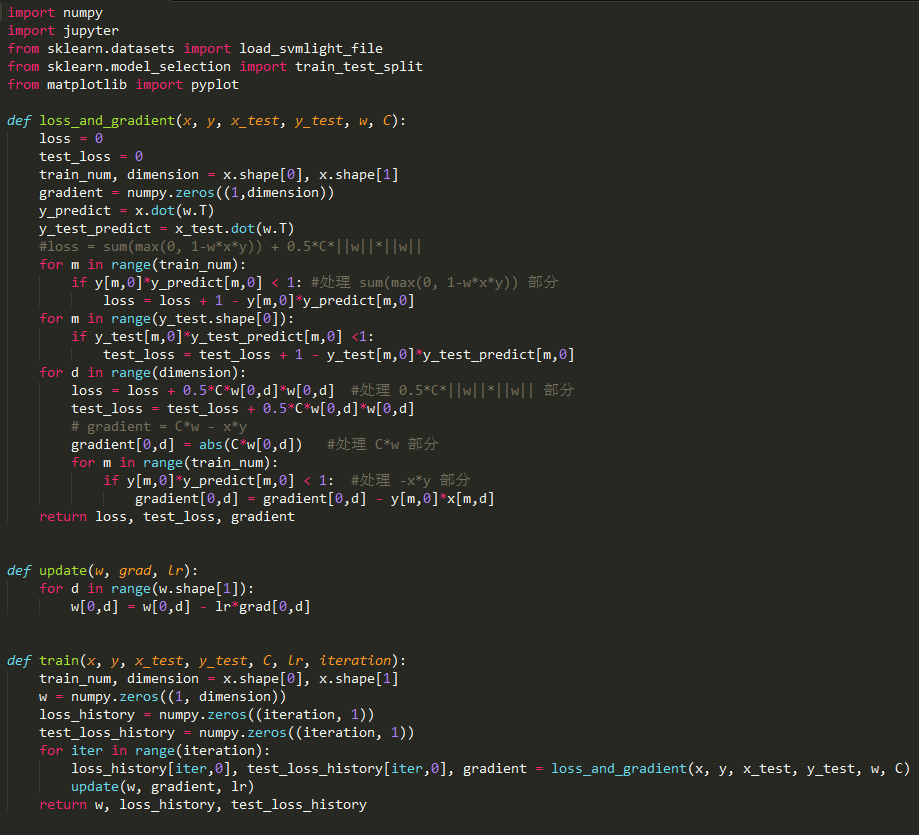 import numpy
import jupyter
from sklearn.datasets import load_svmlight_file
from sklearn.model_selection import train_test_split
from matplotlib import pyplot

def loss_and_gradient(x, y, x_test, y_test, w, C):
    loss = 0
    test_loss = 0
    train_num, dimension = x.shape[0], x.shape[1]
    gradient = numpy.zeros((1,dimension))
    y_predict = x.dot(w.T)
    y_test_predict = x_test.dot(w.T)
    #loss = sum(max(0, 1-w*x*y)) + 0.5*C*||w||*||w||
    for m in range(train_num):
        if y[m,0]*y_predict[m,0] < 1: #处理 sum(max(0, 1-w*x*y)) 部分
            loss = loss + 1 - y[m,0]*y_predict[m,0]
    for m in range(y_test.shape[0]):
        if y_test[m,0]*y_test_predict[m,0] <1:
            test_loss = test_loss + 1 - y_test[m,0]*y_test_predict[m,0]
    for d in range(dimension):
        loss = loss + 0.5*C*w[0,d]*w[0,d]  #处理 0.5*C*||w||*||w|| 部分
        test_loss = test_loss + 0.5*C*w[0,d]*w[0,d]
        # gradient = C*w - x*y
        gradient[0,d] = abs(C*w[0,d])   #处理 C*w 部分
        for m in range(train_num):
            if y[m,0]*y_predict[m,0] < 1:  #处理 -x*y 部分
                gradient[0,d] = gradient[0,d] - y[m,0]*x[m,d]
    return loss, test_loss, gradient


def update(w, grad, lr):
    for d in range(w.shape[1]):
        w[0,d] = w[0,d] - lr*grad[0,d]


def train(x, y, x_test, y_test, C, lr, iteration):
    train_num, dimension = x.shape[0], x.shape[1]
    w = numpy.zeros((1, dimension))
    loss_history = numpy.zeros((iteration, 1))
    test_loss_history = numpy.zeros((iteration, 1))
    for iter in range(iteration):
        loss_history[iter,0], test_loss_history[iter,0], gradient = loss_and_gradient(x, y, x_test, y_test, w, C)
        update(w, gradient, lr)
    return w, loss_history, test_loss_history